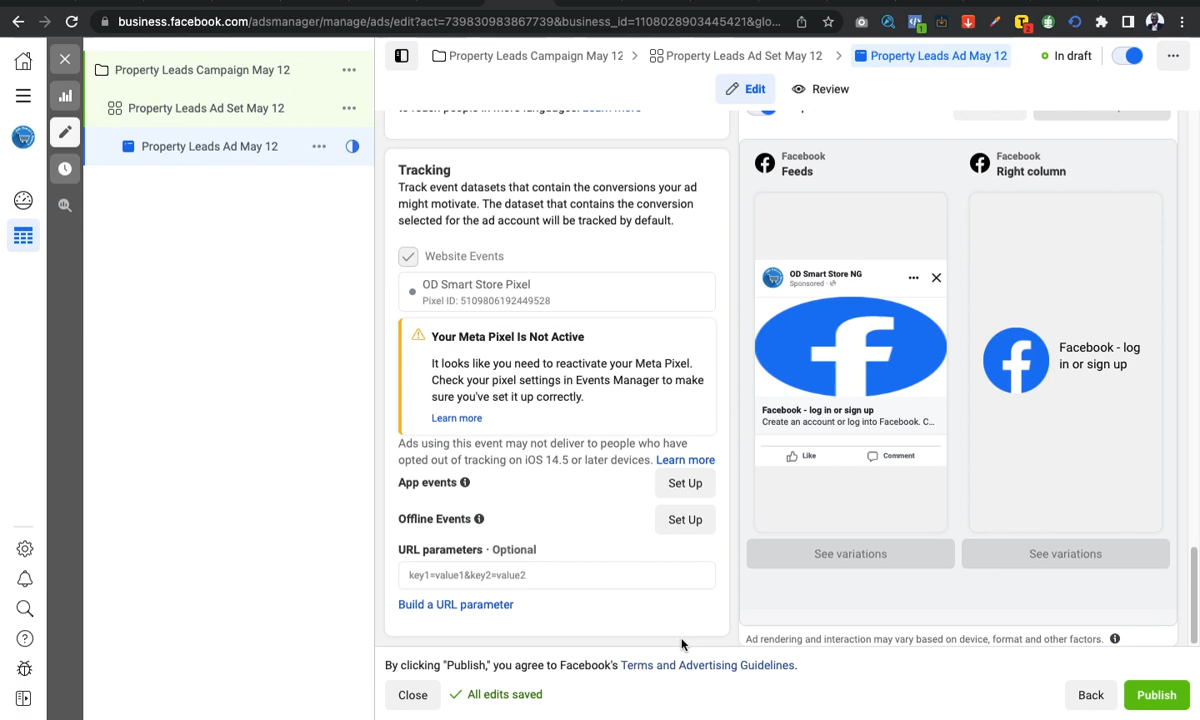 business.facebook.com/adsmanager/manage/ads/edit?act=739830983867739&business_id=1108028903445421&glo...
Property Leads Campaign May 12
Property Leads Ad Set May 12
Property Leads Ad May 12
Property Leads Campaign May 12
Property Leads Ad Set May 12
Property Leads Ad May 12
In draft
Edit
Review
Learn more
Tracking
Track event datasets that contain the conversions your ad
might motivate. The dataset that contains the conversion
selected for the ad account will be tracked by default.
Website Events
OD Smart Store Pixel
Pixel ID: 5109806192449528
Your Meta Pixel Is Not Active
It looks like you need to reactivate your Meta Pixel.
Check your pixel settings in Events Manager to make
sure you've set it up correctly.
Learn more
Ads using this event may not deliver to people who have
opted out of tracking on iOS 14.5 or later devices. Learn more
App events
Set Up
Offline Events
Set Up
URL parameters · Optional
key1=value1&key2=value2
Build a URL parameter
Facebook
Feeds
OD Smart Store NG
Sponsored ·
Facebook - log in or sign up
Create an account or log into Facebook. C...
Like
Comment
See variations
Facebook
Right column
Facebook - log
in or sign up
See variations
Ad rendering and interaction may vary based on device, format and other factors.
By clicking "Publish," you agree to Facebook's Terms and Advertising Guidelines.
Close
All edits saved
Back
Publish